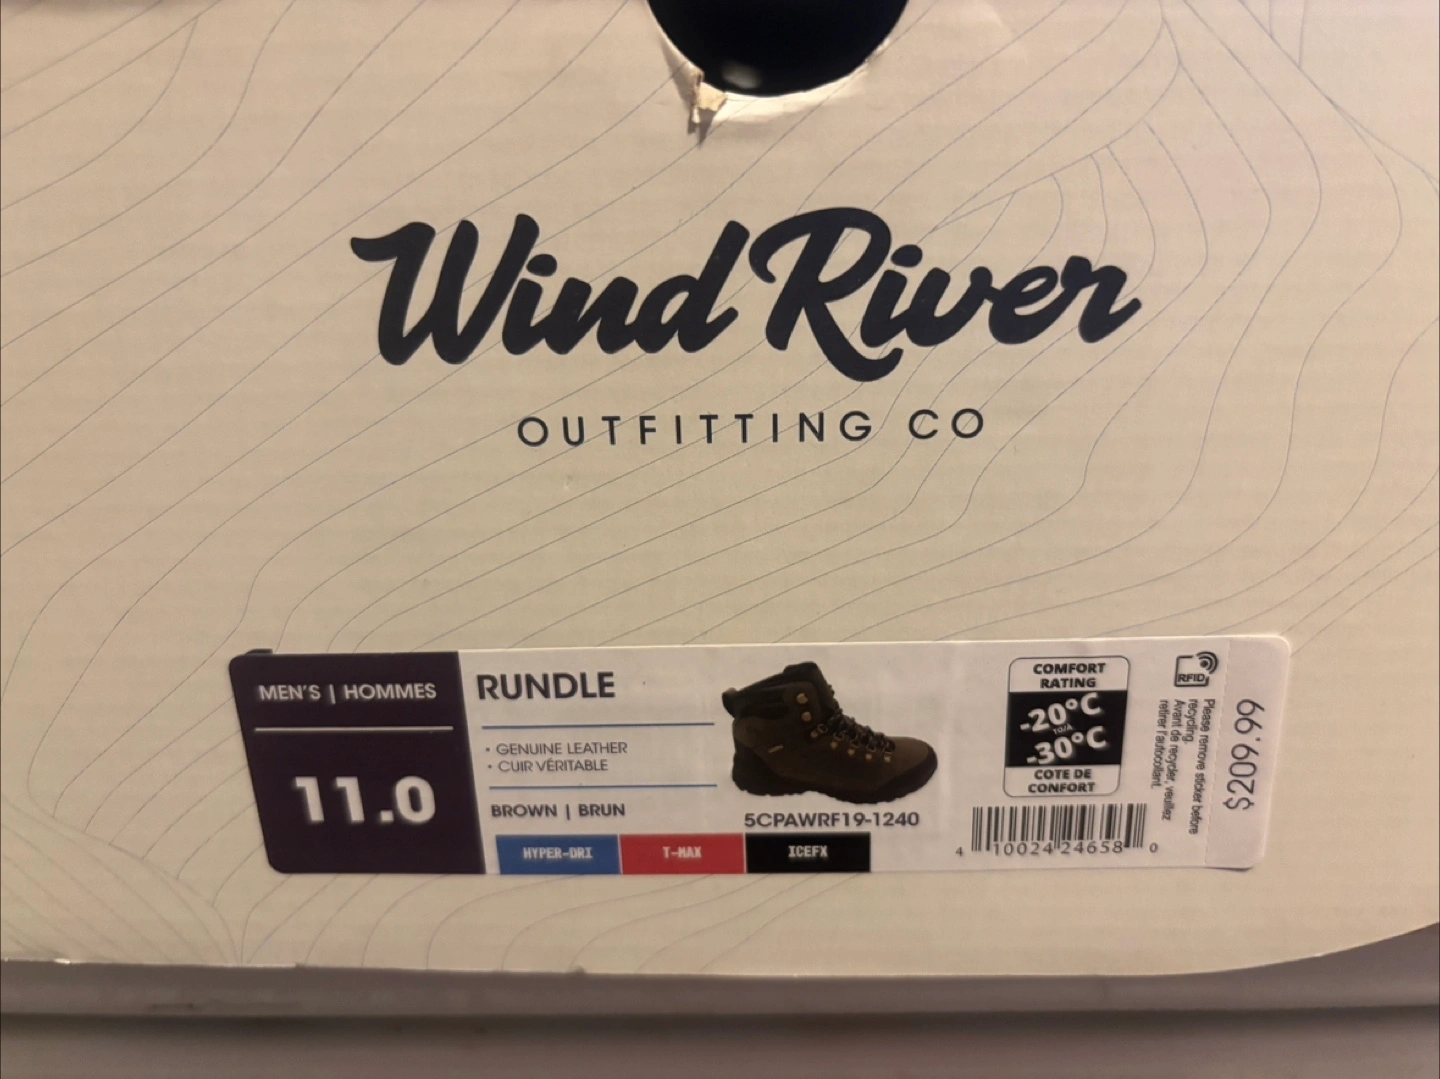 Wind River
OUTFITTING CO
MEN'S | HOMMES
11.0
RUNDLE
• GENUINE LEATHER
• CUIR VÉRITABLE
BROWN | BRUN
HYPER-DRI
T-MAX
ICEFX
5CPAWRF19-1240
COMFORT
RATING
-20°C
TO/A
-30°C
COTE DE
CONFORT
4 10024 24658 0
RFID
Please remove sticker before
recycling.
Avant de recycler, veuillez
retirer l'autocollant.
$209.99